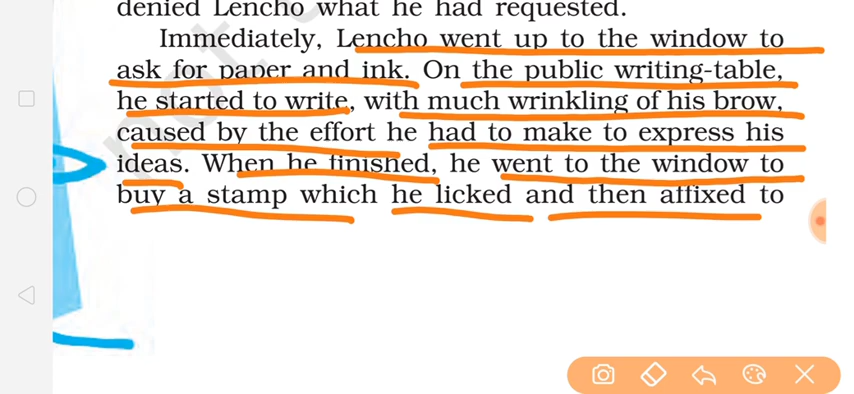 denied Lencho what he had requested.
Immediately, Lencho went up to the window to
ask for paper and ink. On the public writing-table,
he started to write, with much wrinkling of his brow,
caused by the effort he had to make to express his
ideas. When he finished, he went to the window to
buy a stamp which he licked and then affixed to
not